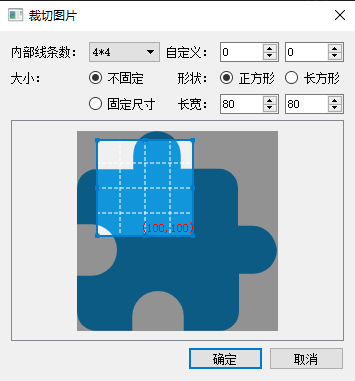 裁切图片
内部线条数： 4*4 自定义： 0 0
大小： 不固定 形状： 正方形 长方形
固定尺寸 长宽： 80 80
(100,100)
确定 取消